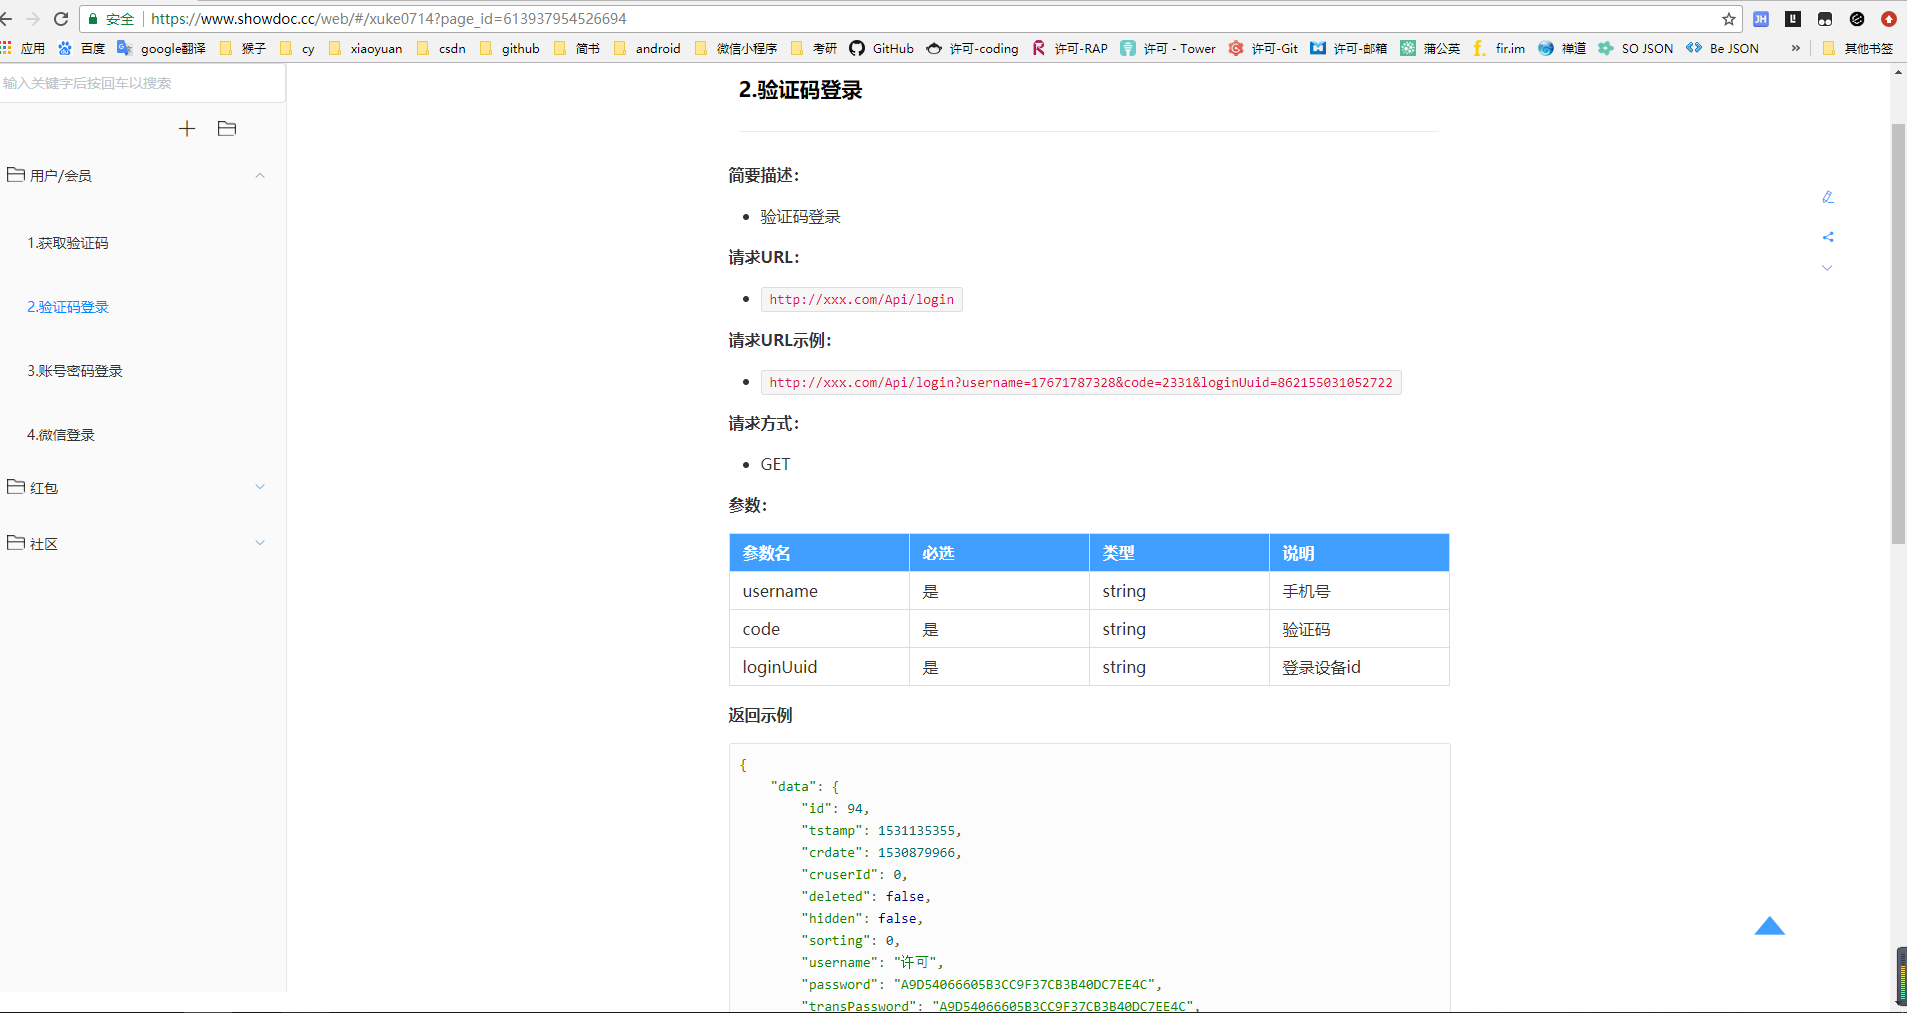 安全 https://www.showdoc.cc/web/#/xuke0714?page_id=613937954526694
应用 百度 google翻译 猴子 cy xiaoyuan csdn github 简书 android 微信小程序 考研 GitHub 许可-coding 许可-RAP 许可 - Tower 许可-Git 许可-邮箱 蒲公英 fir.im 禅道 SO JSON Be JSON » 其他书签
输入关键字后按回车以搜索
用户/会员
1.获取验证码
2.验证码登录
3.账号密码登录
4.微信登录
红包
社区
2.验证码登录
简要描述：
验证码登录
请求URL：
http://xxx.com/Api/login
请求URL示例：
http://xxx.com/Api/login?username=17671787328&code=2331&loginUuid=862155031052722
请求方式：
GET
参数：
参数名 必选 类型 说明
username 是 string 手机号
code 是 string 验证码
loginUuid 是 string 登录设备id
返回示例
{
"data": {
"id": 94,
"tstamp": 1531135355,
"crdate": 1530879966,
"cruserId": 0,
"deleted": false,
"hidden": false,
"sorting": 0,
"username": "许可",
"password": "A9D54066605B3CC9F37CB3B40DC7EE4C",
"transPassword": "A9D54066605B3CC9F37CB3B40DC7EE4C",